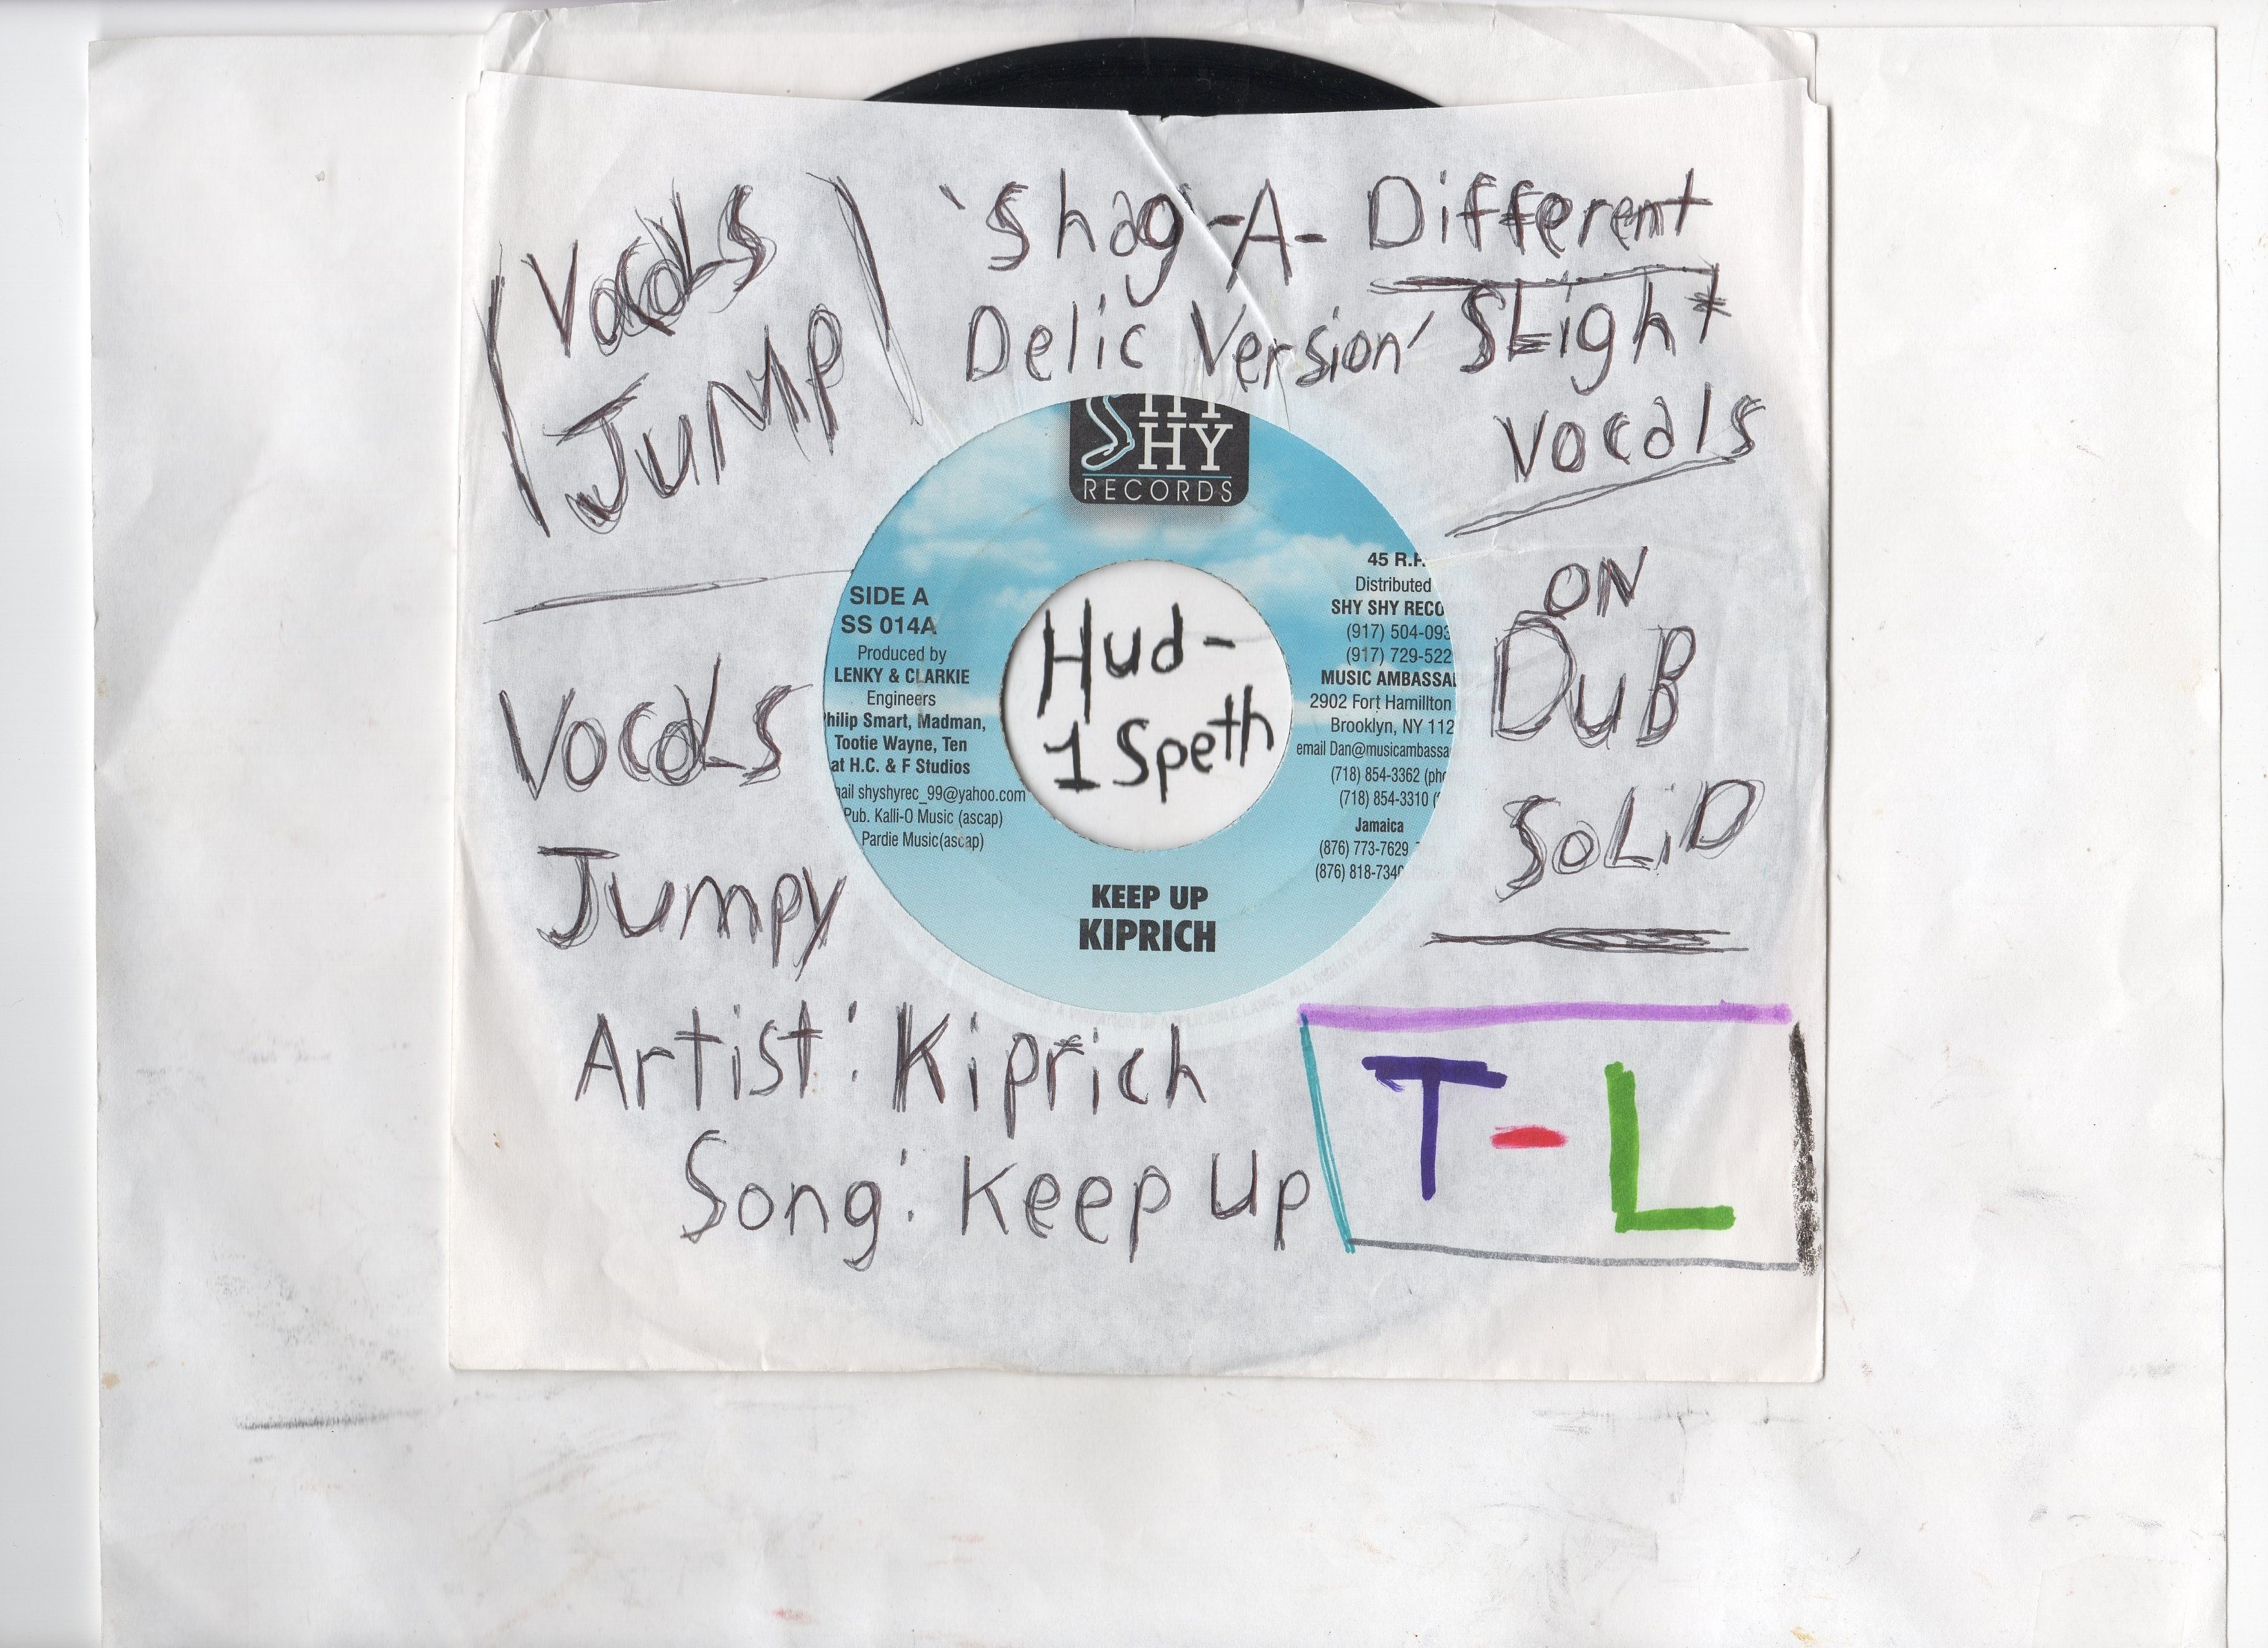 Vocals
Jump
'Shag-A- Different
Delic Version' SLight
Vocals
ON
DuB
SoLiD
Vocals
Jumpy
SHY
HY
RECORDS
SIDE A
SS 014A
Produced by
LENKY & CLARKIE
Engineers
hilip Smart, Madman,
Tootie Wayne, Ten
at H.C. & F Studios
ail shyshyrec_99@yahoo.com
Pub. Kalli-O Music (ascap)
Pardie Music(ascap)
Hud-
1 Speth
45 R.P.
Distributed
SHY SHY RECO
(917) 504-093
(917) 729-522
MUSIC AMBASSA
2902 Fort Hamillton
Brooklyn, NY 112
email Dan@musicambassa
(718) 854-3362 (pho
(718) 854-3310 (
Jamaica
(876) 773-7629
(876) 818-7340
KEEP UP
KIPRICH
Artist: Kiprich
Song: Keep Up
T-L